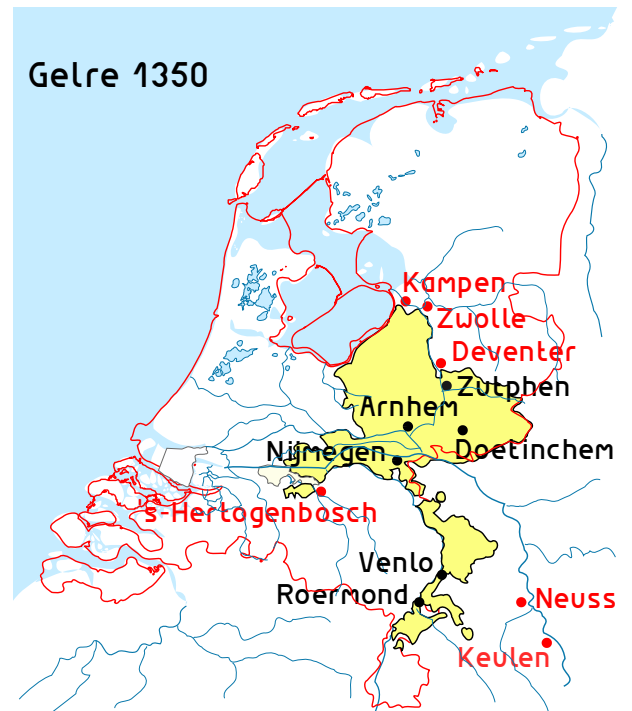 Gelre 1350
Kampen
Zwolle
Deventer
Zutphen
Arnhem
Doetinchem
Nijmegen
s-Hertogenbosch
Venlo
Roermond
Neuss
Keulen